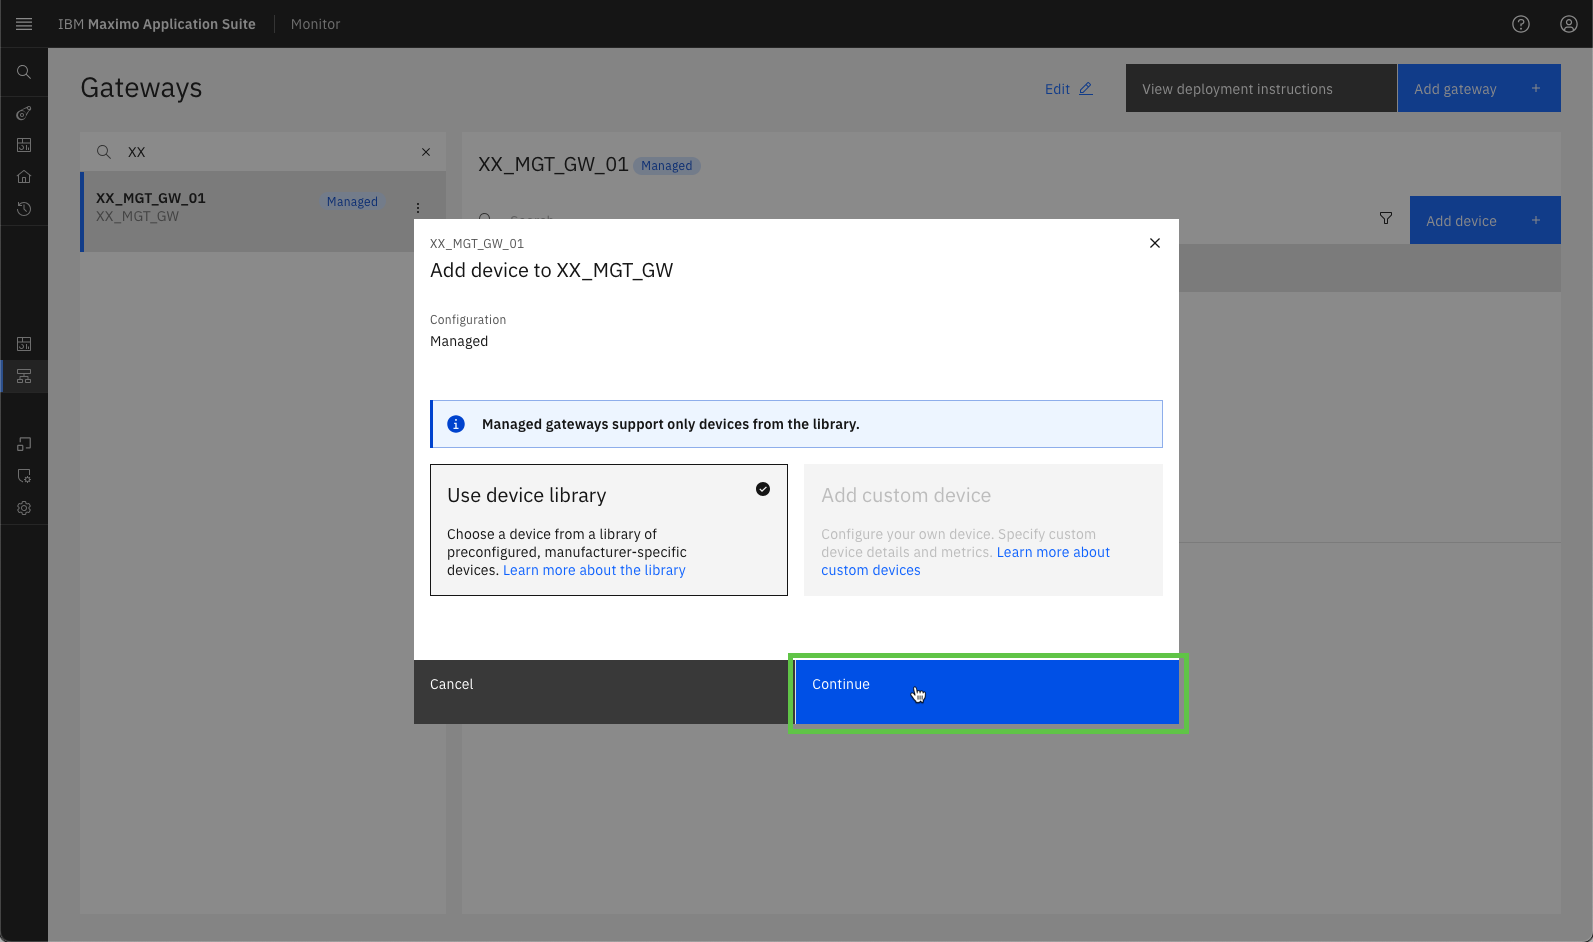 IBM Maximo Application Suite
Monitor
Gateways
Edit
View deployment instructions
Add gateway +
XX
XX_MGT_GW_01
Managed
XX_MGT_GW
XX_MGT_GW_01 Managed
Search
Add device +
XX_MGT_GW_01
Add device to XX_MGT_GW
Configuration
Managed
Managed gateways support only devices from the library.
Use device library
Choose a device from a library of
preconfigured, manufacturer-specific
devices. Learn more about the library
Add custom device
Configure your own device. Specify custom
device details and metrics. Learn more about
custom devices
Cancel
Continue